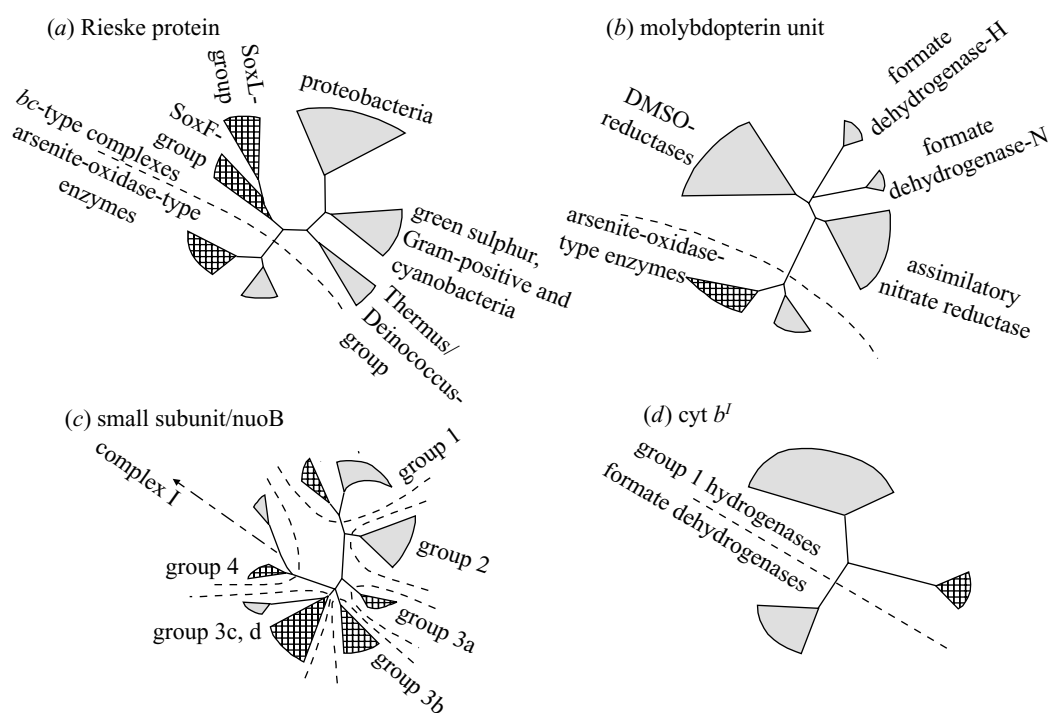 (a) Rieske protein
SoxL-
group
SoxF-
group
bc-type complexes
arsenite-oxidase-type
enzymes
proteobacteria
green sulphur,
Gram-positive and
cyanobacteria
Thermus/
Deinococcus-
group
(b) molybdopterin unit
DMSO-
reductases
formate
dehydrogenase-H
formate
dehydrogenase-N
arsenite-oxidase-
type enzymes
assimilatory
nitrate reductase
(c) small subunit/nuoB
complex I
group 1
group 2
group 4
group 3c, d
group 3a
group 3b
(d) cyt b^I
group 1 hydrogenases
formate dehydrogenases